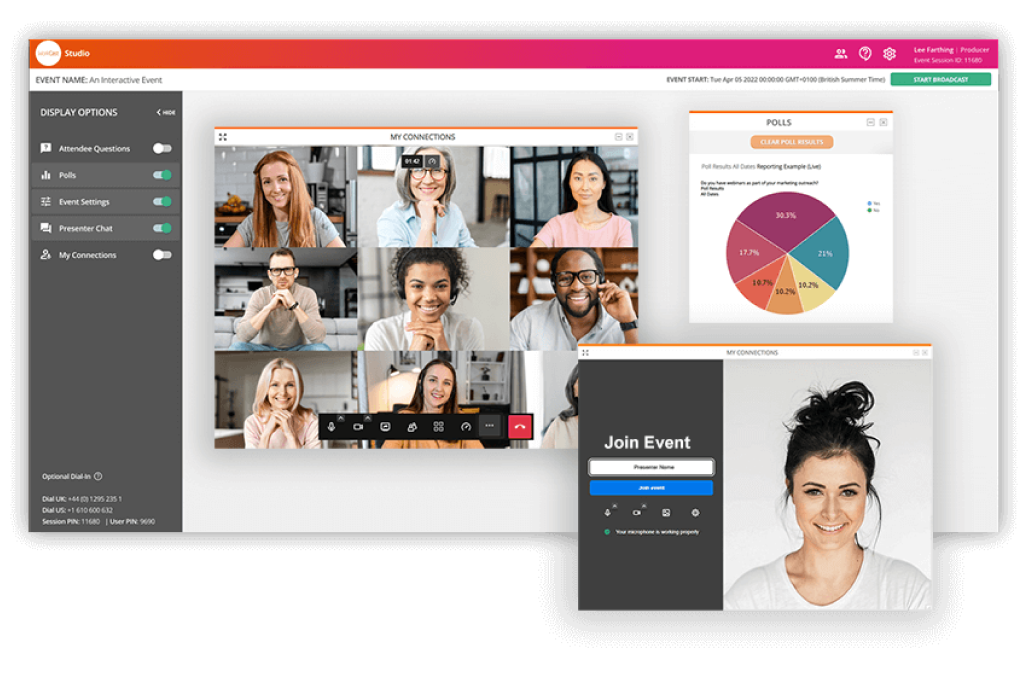 Studio
Lee Farthing | Producer
Event Session ID: 11680
EVENT NAME: An Interactive Event
EVENT START: Tue Apr 05 2022 00:00:00 GMT+0100 (British Summer Time)
START BROADCAST
DISPLAY OPTIONS
HIDE
Attendee Questions
Polls
Event Settings
Presenter Chat
My Connections
Optional Dial-In
Dial UK: +44 (0) 1295 235 1
Dial US: +1 610 600 632
Session PIN: 11680 | User PIN: 9690
MY CONNECTIONS
01:42
POLLS
CLEAR POLL RESULTS
Poll Results All Dates Reporting Example (Live)
Do you have webinars as part of your marketing outreach?
Poll Results
All Dates
Yes
No
30.3%
17.7%
21%
10.7%
10.2%
10.2%
MY CONNECTIONS
Join Event
Presenter Name
Join event
Your microphone is working properly